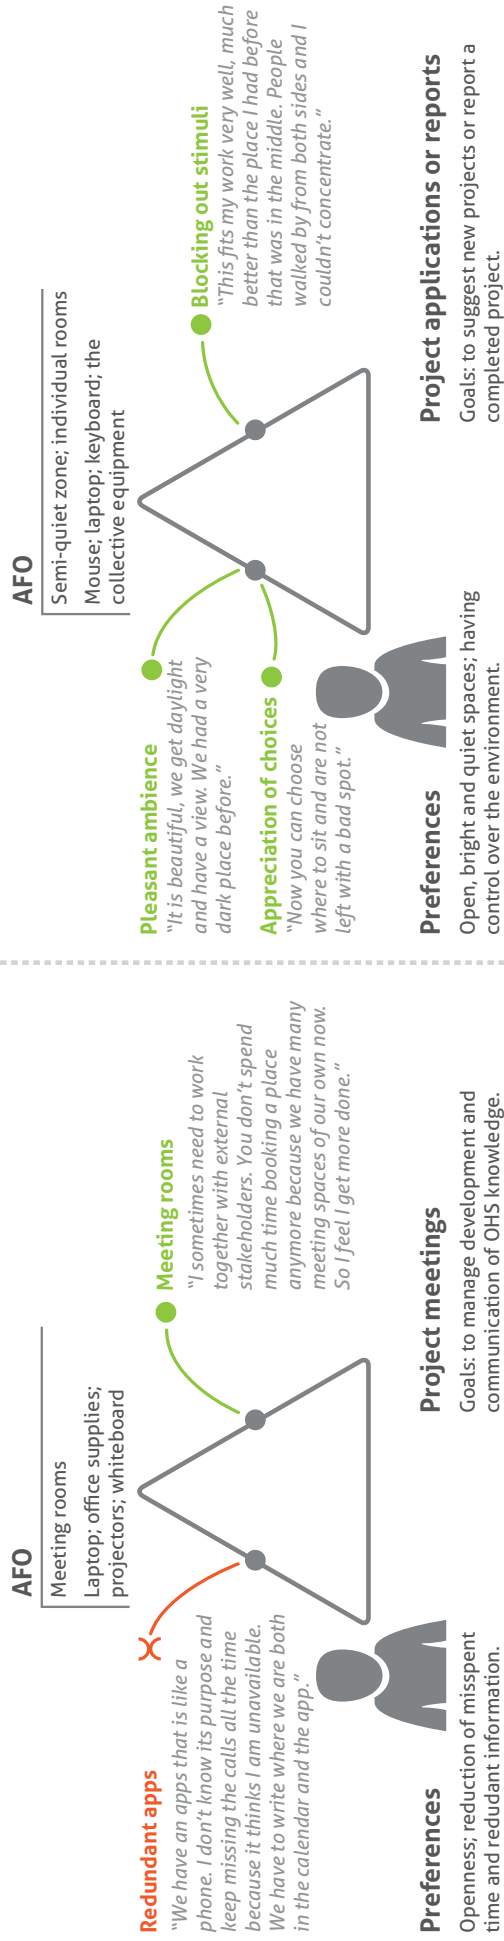 AFO
Meeting rooms
Laptop; office supplies;
projectors; whiteboard
Redundant apps
“We have an apps that is like a
phone. I don’t know its purpose and
keep missing the calls all the time
because it thinks I am unavailable.
We have to write where we are both
in the calendar and the app.”
Meeting rooms
“I sometimes need to work
together with external
stakeholders. You don’t spend
much time booking a place
anymore because we have many
meeting spaces of our own now.
So I feel I get more done.”
Preferences
Openness; reduction of misspent
time and redudant information.
Project meetings
Goals: to manage development and
communication of OHS knowledge.
AFO
Semi-quiet zone; individual rooms
Mouse; laptop; keyboard; the
collective equipment
Pleasant ambience
“It is beautiful, we get daylight
and have a view. We had a very
dark place before.”
Appreciation of choices
“Now you can choose
where to sit and are not
left with a bad spot.”
Blocking out stimuli
“This fits my work very well, much
better than the place I had before
that was in the middle. People
walked by from both sides and I
couldn’t concentrate.”
Preferences
Open, bright and quiet spaces; having
control over the environment.
Project applications or reports
Goals: to suggest new projects or report a
completed project.